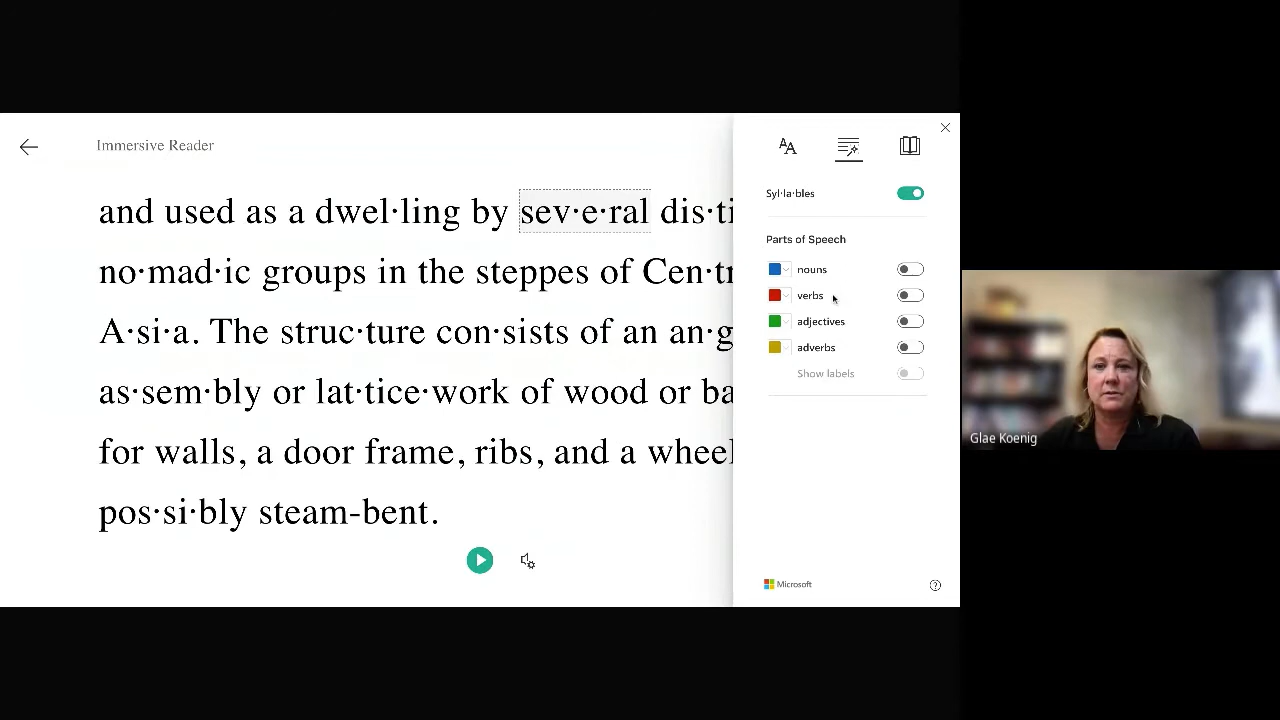 Immersive Reader
and used as a dwel·ling by sev·e·ral dis·ti
no·mad·ic groups in the steppes of Cen·tr
A·si·a. The struc·ture con·sists of an an·g
as·sem·bly or lat·tice·work of wood or ba
for walls, a door frame, ribs, and a wheel
pos·si·bly steam-bent.
AA
Syl·la·bles
Parts of Speech
nouns
verbs
adjectives
adverbs
Show labels
Microsoft
Glae Koenig